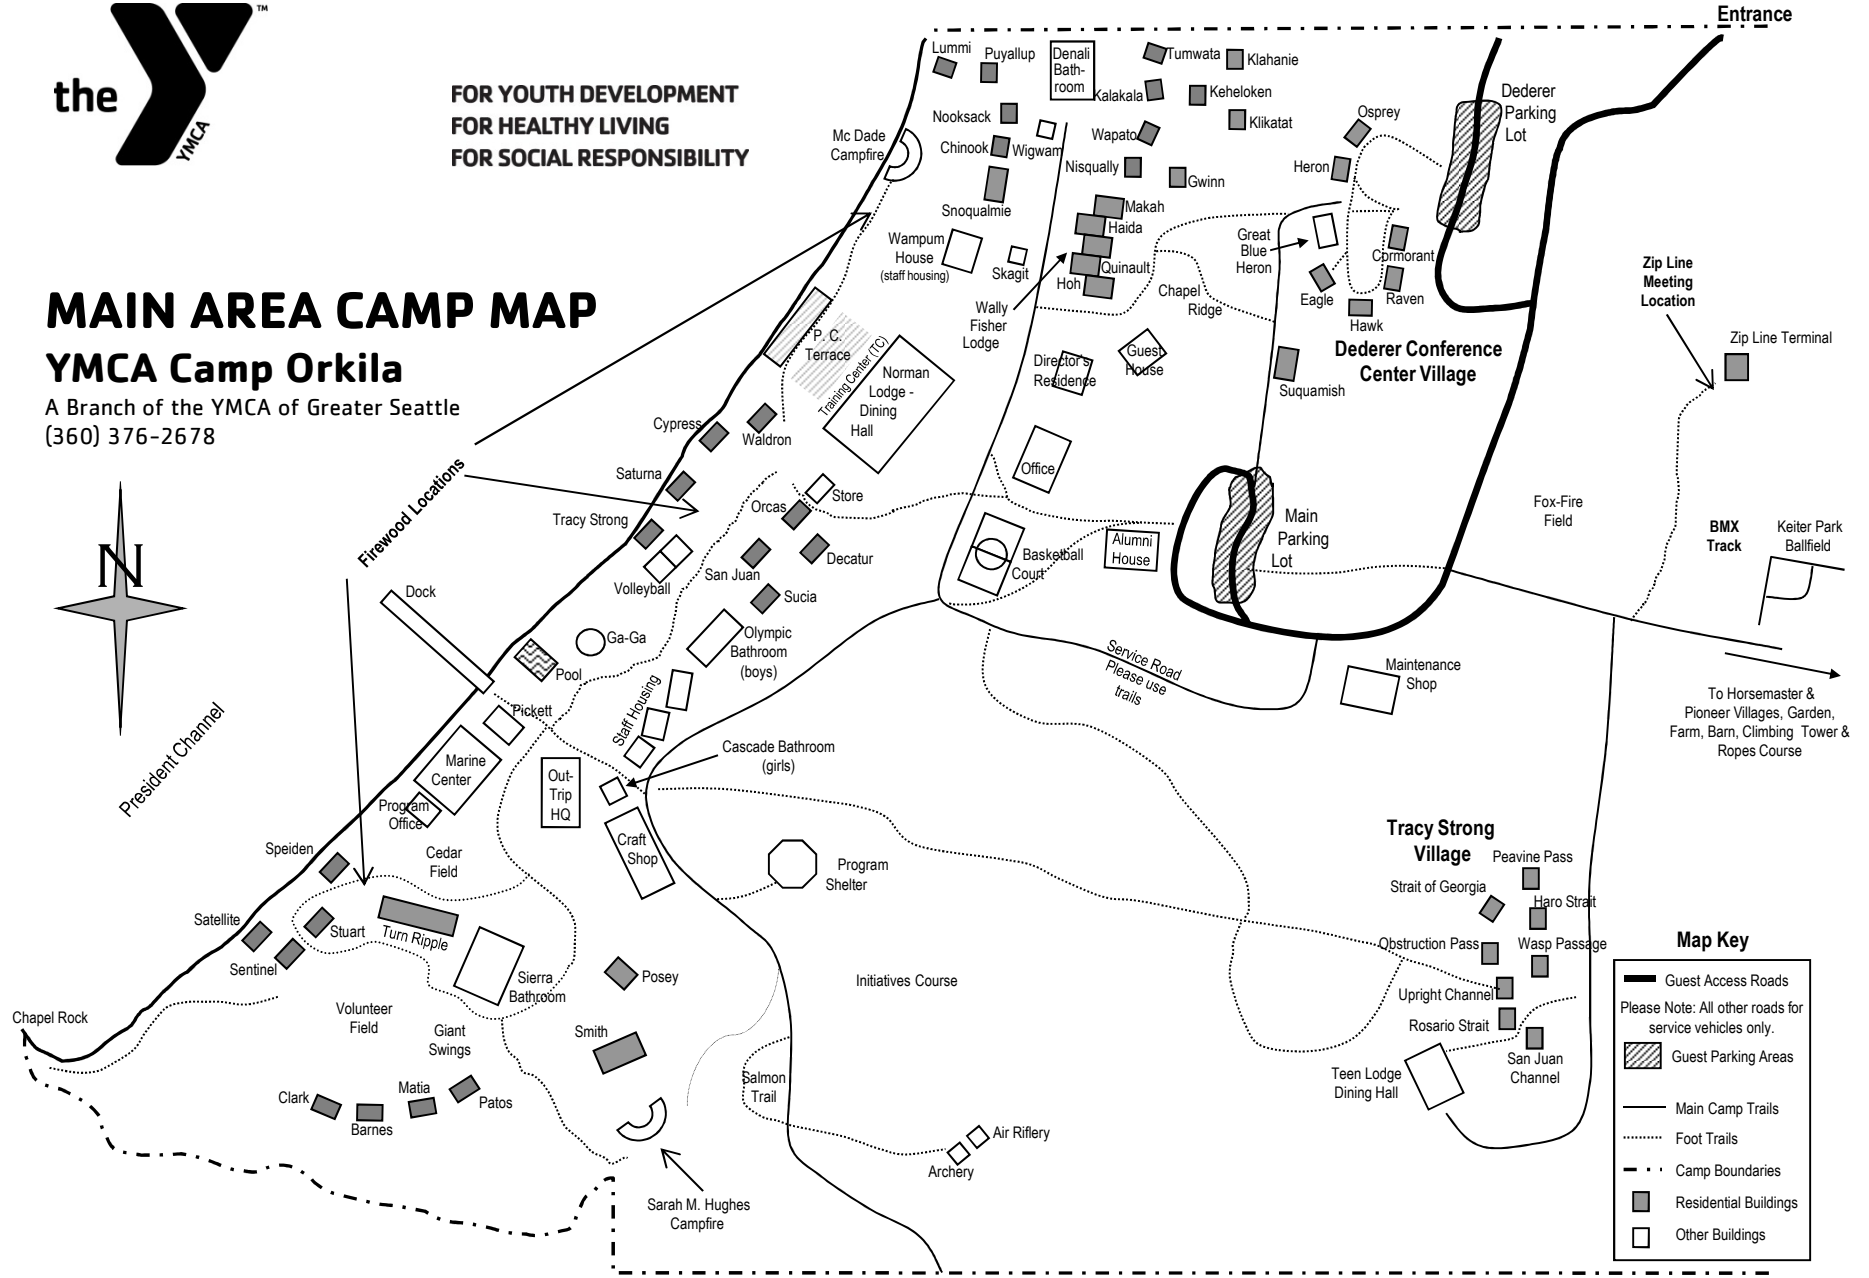 the
YMCA
TM
FOR YOUTH DEVELOPMENT
FOR HEALTHY LIVING
FOR SOCIAL RESPONSIBILITY
MAIN AREA CAMP MAP
YMCA Camp Orkila
A Branch of the YMCA of Greater Seattle
(360) 376-2678
N
President Channel
Firewood Locations
Entrance
Lummi
Puyallup
Denali
Bath-
room
Tumwata
Klahanie
Kalakala
Keheloken
Nooksack
Klikatat
Wapato
Mc Dade
Campfire
Chinook
Wigwam
Nisqually
Gwinn
Snoqualmie
Makah
Haida
Wampum
House
(staff housing)
Skagit
Quinault
Hoh
Wally
Fisher
Lodge
Chapel
Ridge
Osprey
Heron
Great
Blue
Heron
Cormorant
Eagle
Raven
Hawk
Dederer Conference
Center Village
Dederer
Parking
Lot
Zip Line
Meeting
Location
Zip Line Terminal
P. C.
Terrace
Training Center (TC)
Norman
Lodge -
Dining
Hall
Director's
Residence
Guest
House
Suquamish
Cypress
Waldron
Saturna
Tracy Strong
Store
Orcas
Office
Volleyball
San Juan
Decatur
Basketball
Court
Alumni
House
Main
Parking
Lot
Fox-Fire
Field
BMX
Track
Keiter Park
Ballfield
Dock
Sucia
Ga-Ga
Olympic
Bathroom
(boys)
Pool
Service Road
Please use
trails
Maintenance
Shop
To Horsemaster &
Pioneer Villages, Garden,
Farm, Barn, Climbing Tower &
Ropes Course
Staff Housing
Pickett
Marine
Center
Cascade Bathroom
(girls)
Out-
Trip
HQ
Program
Office
Craft
Shop
Speiden
Cedar
Field
Program
Shelter
Tracy Strong
Village
Peavine Pass
Strait of Georgia
Haro Strait
Obstruction Pass
Wasp Passage
Upright Channel
Rosario Strait
San Juan
Channel
Teen Lodge
Dining Hall
Satellite
Stuart
Turn Ripple
Sentinel
Sierra
Bathroom
Posey
Initiatives Course
Chapel Rock
Volunteer
Field
Giant
Swings
Smith
Salmon
Trail
Clark
Matia
Patos
Barnes
Air Riflery
Archery
Sarah M. Hughes
Campfire
Map Key
Guest Access Roads
Please Note: All other roads for
service vehicles only.
Guest Parking Areas
Main Camp Trails
Foot Trails
Camp Boundaries
Residential Buildings
Other Buildings